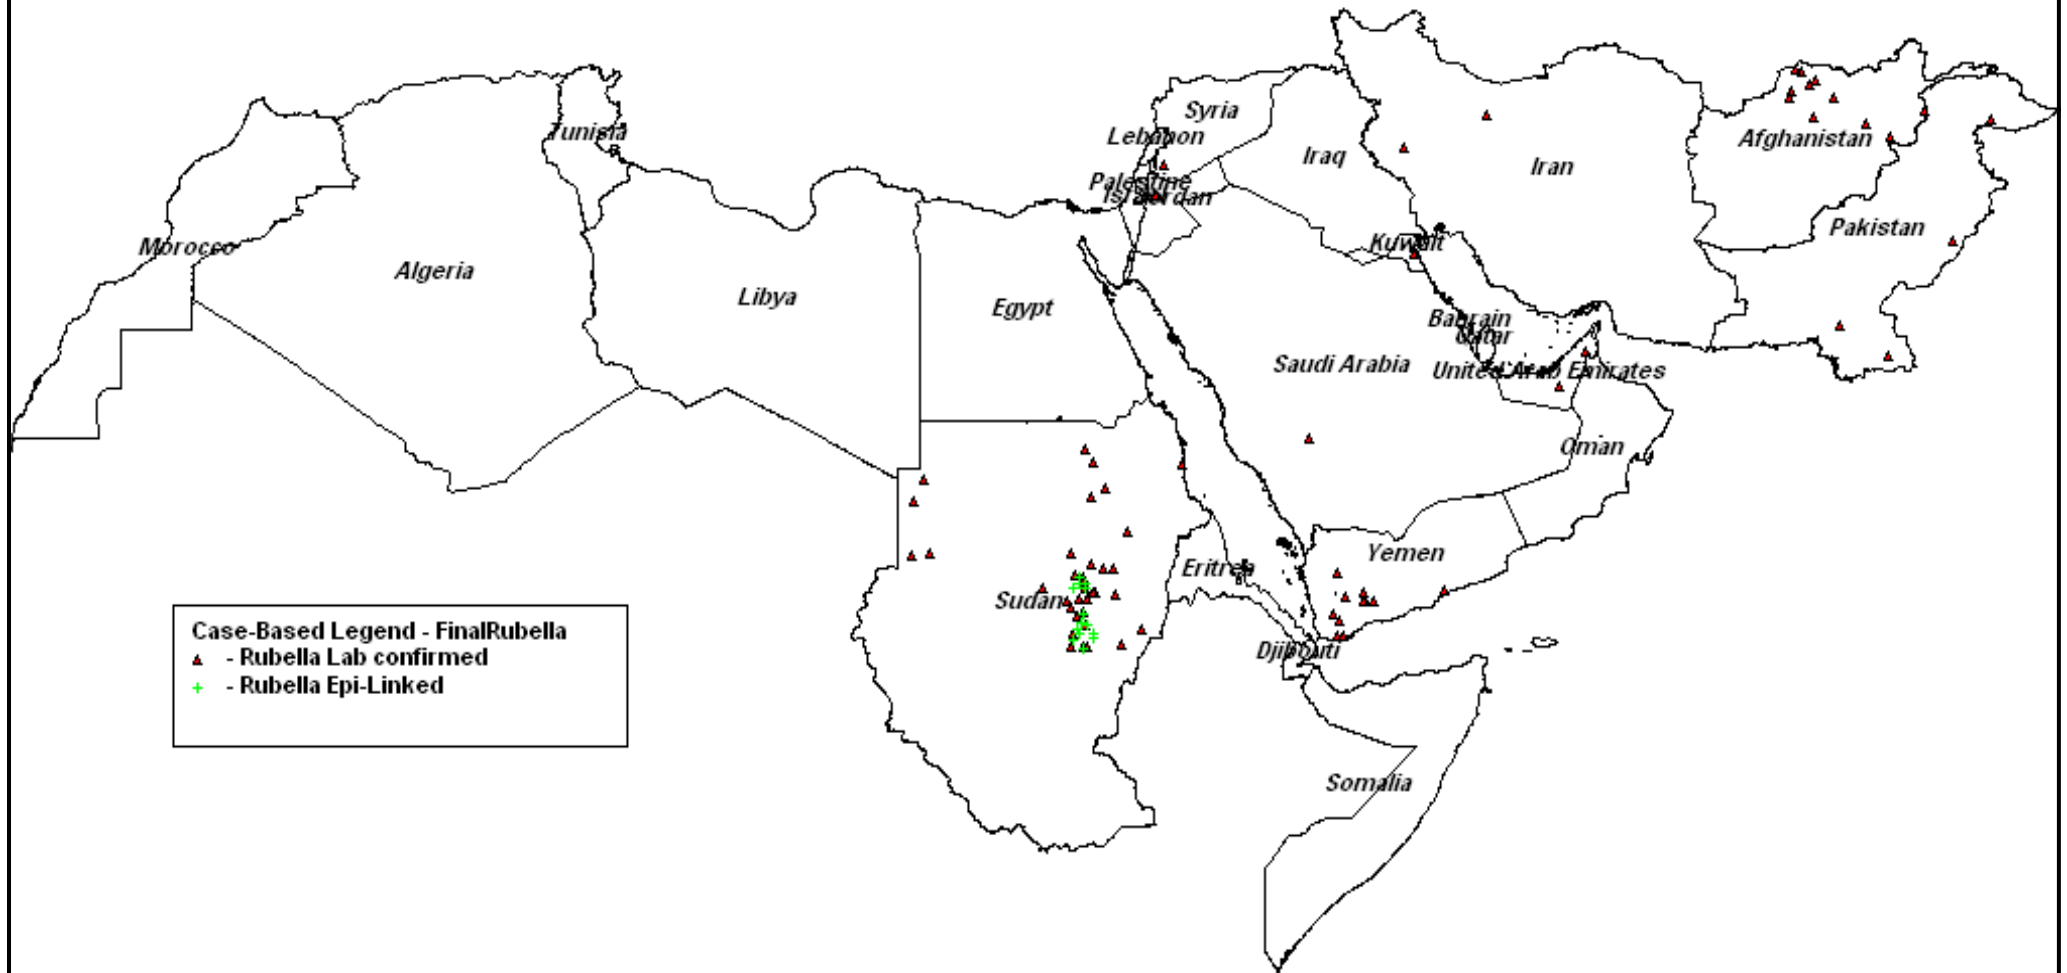 Syria
Tunisia
Lebanon
Iraq
Iran
Afghanistan
Palestine
Israel
Jordan
Morocco
Algeria
Libya
Egypt
Kuwait
Pakistan
Bahrain
Qatar
Saudi Arabia
United Arab Emirates
Oman
Yemen
Eritrea
Sudan
Djibouti
Somalia
Case-Based Legend - FinalRubella
- Rubella Lab confirmed
- Rubella Epi-Linked